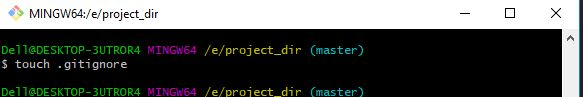 MINGW64:/e/project_dir
Dell@DESKTOP-3UTROR4 MINGW64 /e/project_dir (master)
$ touch .gitignore
Dell@DESKTOP-3UTROR4 MINGW64 /e/project_dir (master)